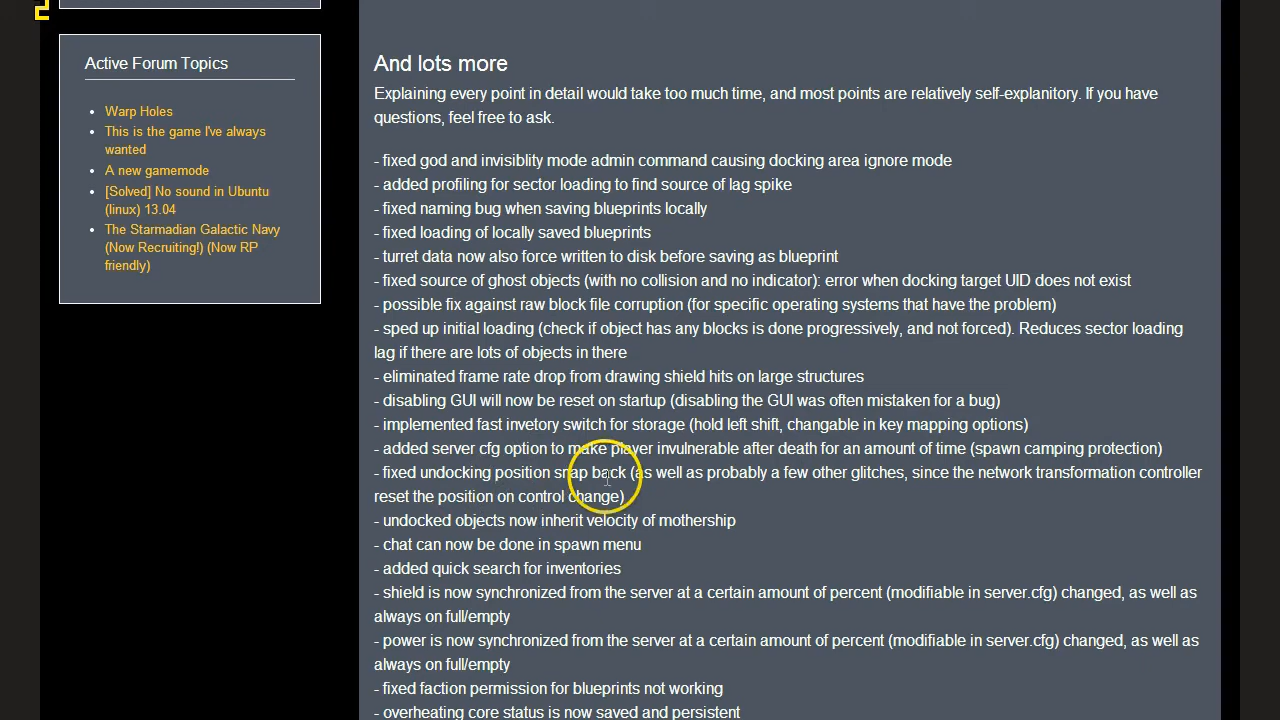 2
Active Forum Topics
Warp Holes
This is the game I've always
wanted
A new gamemode
[Solved] No sound in Ubuntu
(linux) 13.04
The Starmadian Galactic Navy
(Now Recruiting!) (Now RP
friendly)
And lots more
Explaining every point in detail would take too much time, and most points are relatively self-explanitory. If you have
questions, feel free to ask.
- fixed god and invisiblity mode admin command causing docking area ignore mode
- added profiling for sector loading to find source of lag spike
- fixed naming bug when saving blueprints locally
- fixed loading of locally saved blueprints
- turret data now also force written to disk before saving as blueprint
- fixed source of ghost objects (with no collision and no indicator): error when docking target UID does not exist
- possible fix against raw block file corruption (for specific operating systems that have the problem)
- sped up initial loading (check if object has any blocks is done progressively, and not forced). Reduces sector loading
lag if there are lots of objects in there
- eliminated frame rate drop from drawing shield hits on large structures
- disabling GUI will now be reset on startup (disabling the GUI was often mistaken for a bug)
- implemented fast invetory switch for storage (hold left shift, changable in key mapping options)
- added server cfg option to make player invulnerable after death for an amount of time (spawn camping protection)
- fixed undocking position snap back (as well as probably a few other glitches, since the network transformation controller
reset the position on control change)
- undocked objects now inherit velocity of mothership
- chat can now be done in spawn menu
- added quick search for inventories
- shield is now synchronized from the server at a certain amount of percent (modifiable in server.cfg) changed, as well as
always on full/empty
- power is now synchronized from the server at a certain amount of percent (modifiable in server.cfg) changed, as well as
always on full/empty
- fixed faction permission for blueprints not working
- overheating core status is now saved and persistent